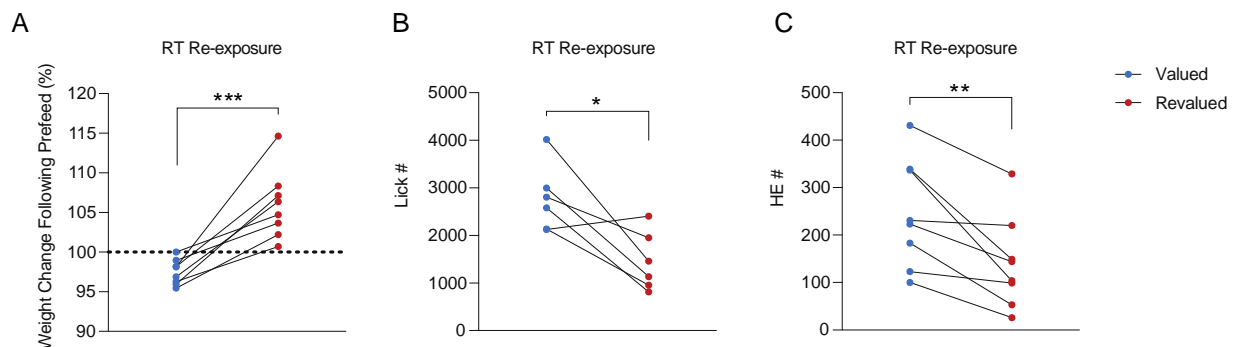 A
RT Re-exposure
Weight Change Following Prefeed (%)
120
115
110
105
100
95
90
***
B
RT Re-exposure
Lick #
5000
4000
3000
2000
1000
0
*
C
RT Re-exposure
HE #
500
400
300
200
100
0
**
Valued
Revalued